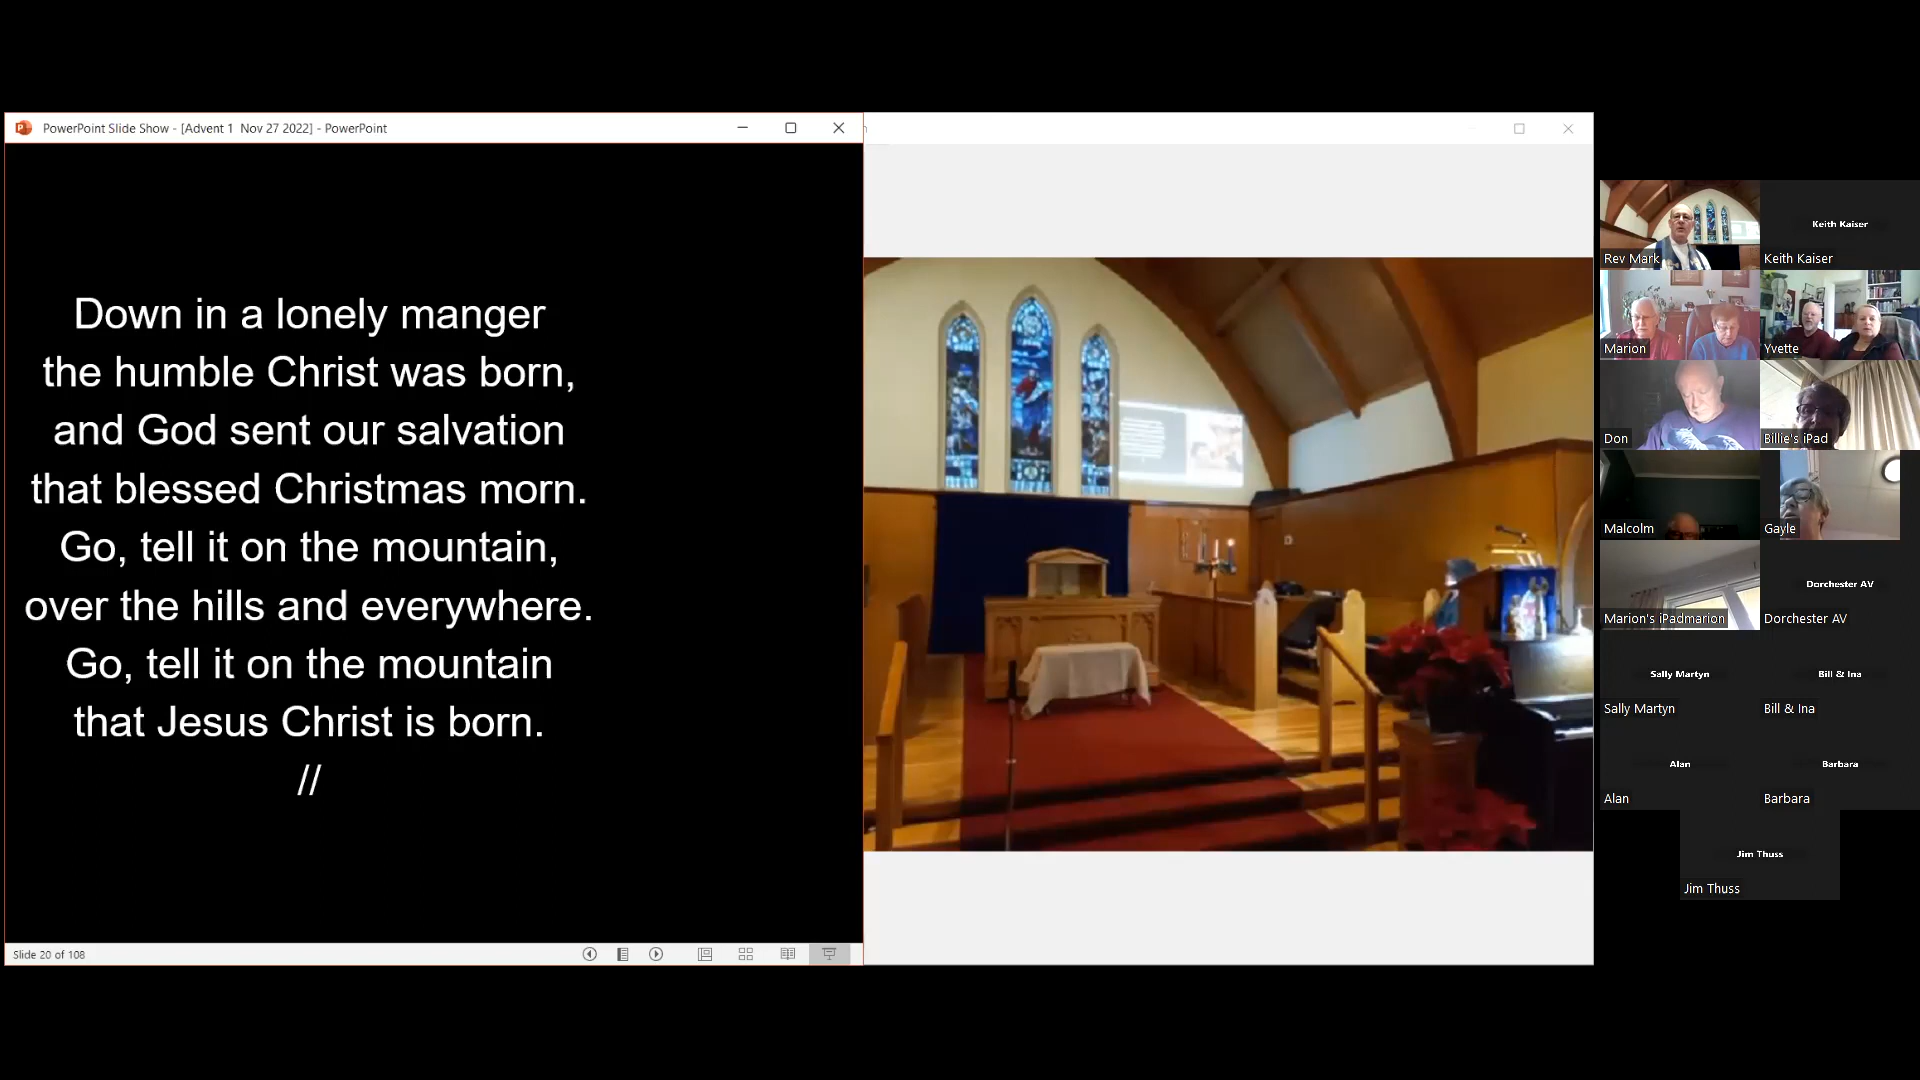 PowerPoint Slide Show - [Advent 1 Nov 27 2022] - PowerPoint
Down in a lonely manger
the humble Christ was born,
and God sent our salvation
that blessed Christmas morn.
Go, tell it on the mountain,
over the hills and everywhere.
Go, tell it on the mountain
that Jesus Christ is born.
//
Slide 20 of 108
Rev Mark
Keith Kaiser
Keith Kaiser
Marion
Yvette
Don
Billie's iPad
Malcolm
Gayle
Marion's iPadmarion
Dorchester AV
Dorchester AV
Sally Martyn
Sally Martyn
Bill & Ina
Bill & Ina
Alan
Alan
Barbara
Barbara
Jim Thuss
Jim Thuss